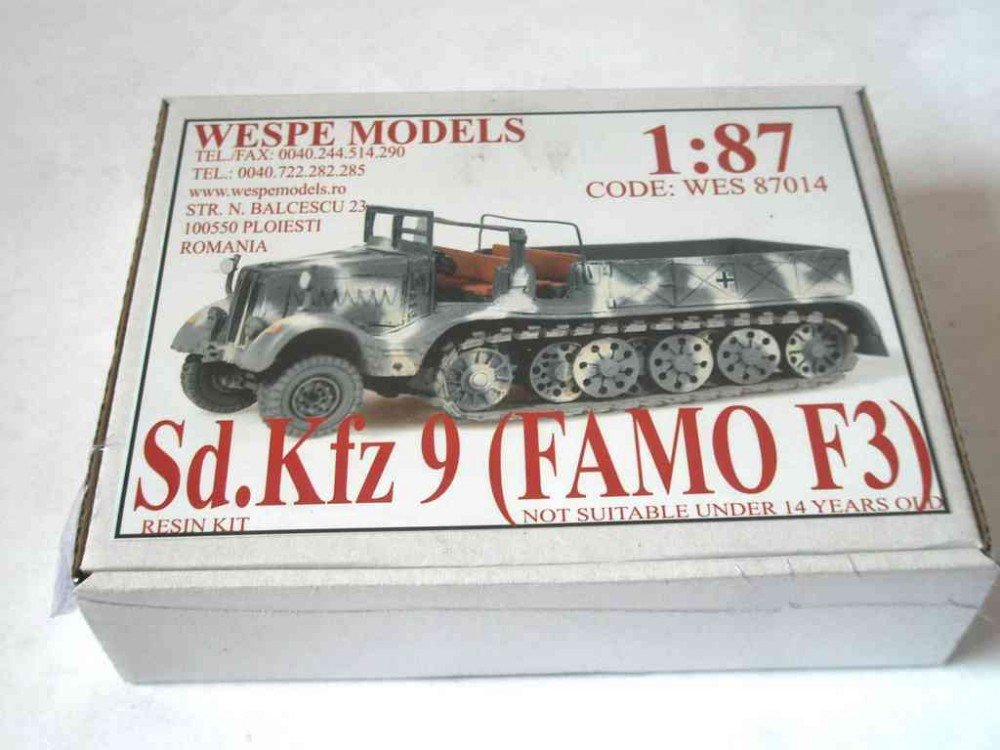 WESPE MODELS
TEL./FAX: 0040.244.514.290
TEL.: 0040.722.282.285
www.wespemodels.ro
STR. N. BALCESCU 23
100550 PLOIESTI
ROMANIA
1:87
CODE: WES 87014
Sd.Kfz 9 (FAMO F3)
RESIN KIT
NOT SUITABLE UNDER 14 YEARS OLD